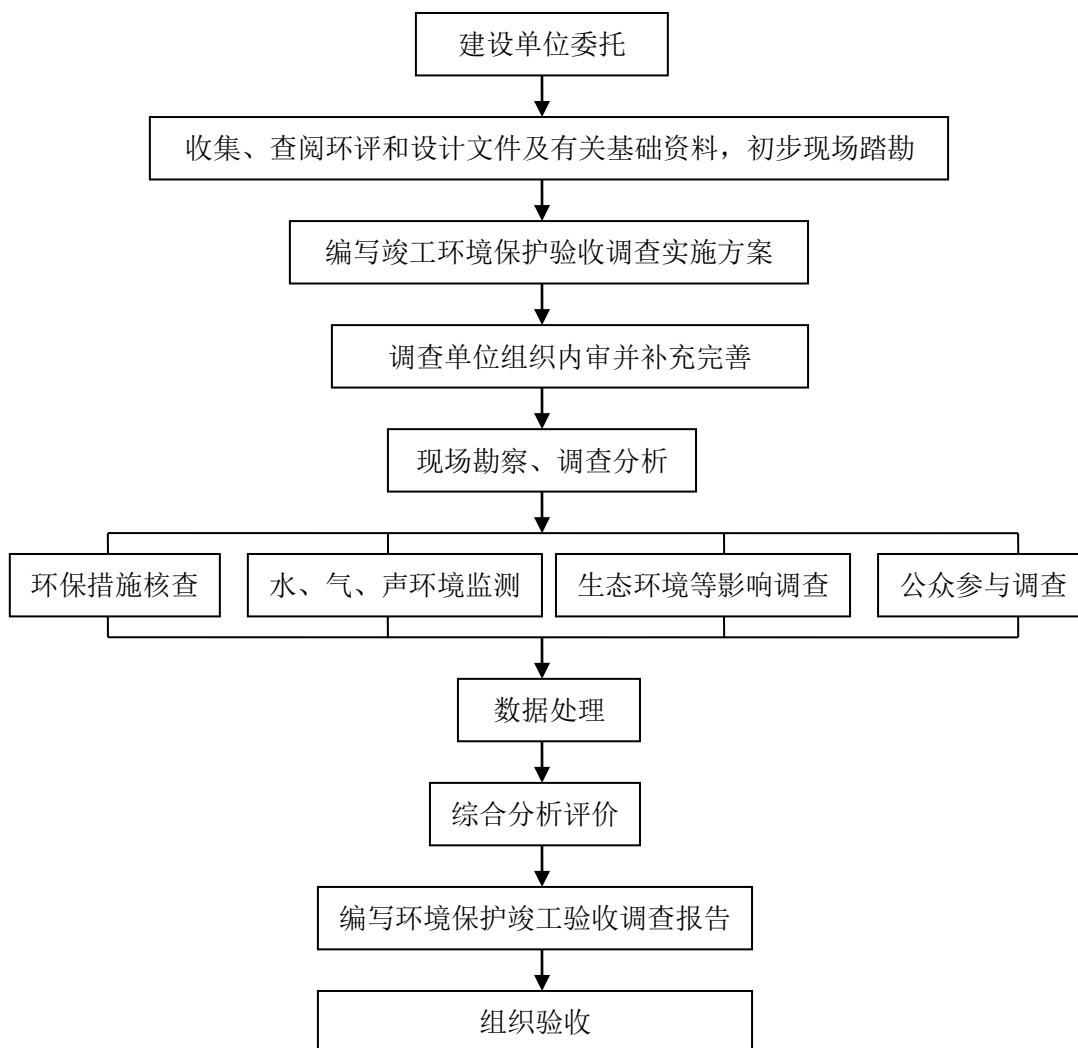 建设单位委托
收集、查阅环评和设计文件及有关基础资料，初步现场踏勘
编写竣工环境保护验收调查实施方案
调查单位组织内审并补充完善
现场勘察、调查分析
环保措施核查
水、气、声环境监测
生态环境等影响调查
公众参与调查
数据处理
综合分析评价
编写环境保护竣工验收调查报告
组织验收